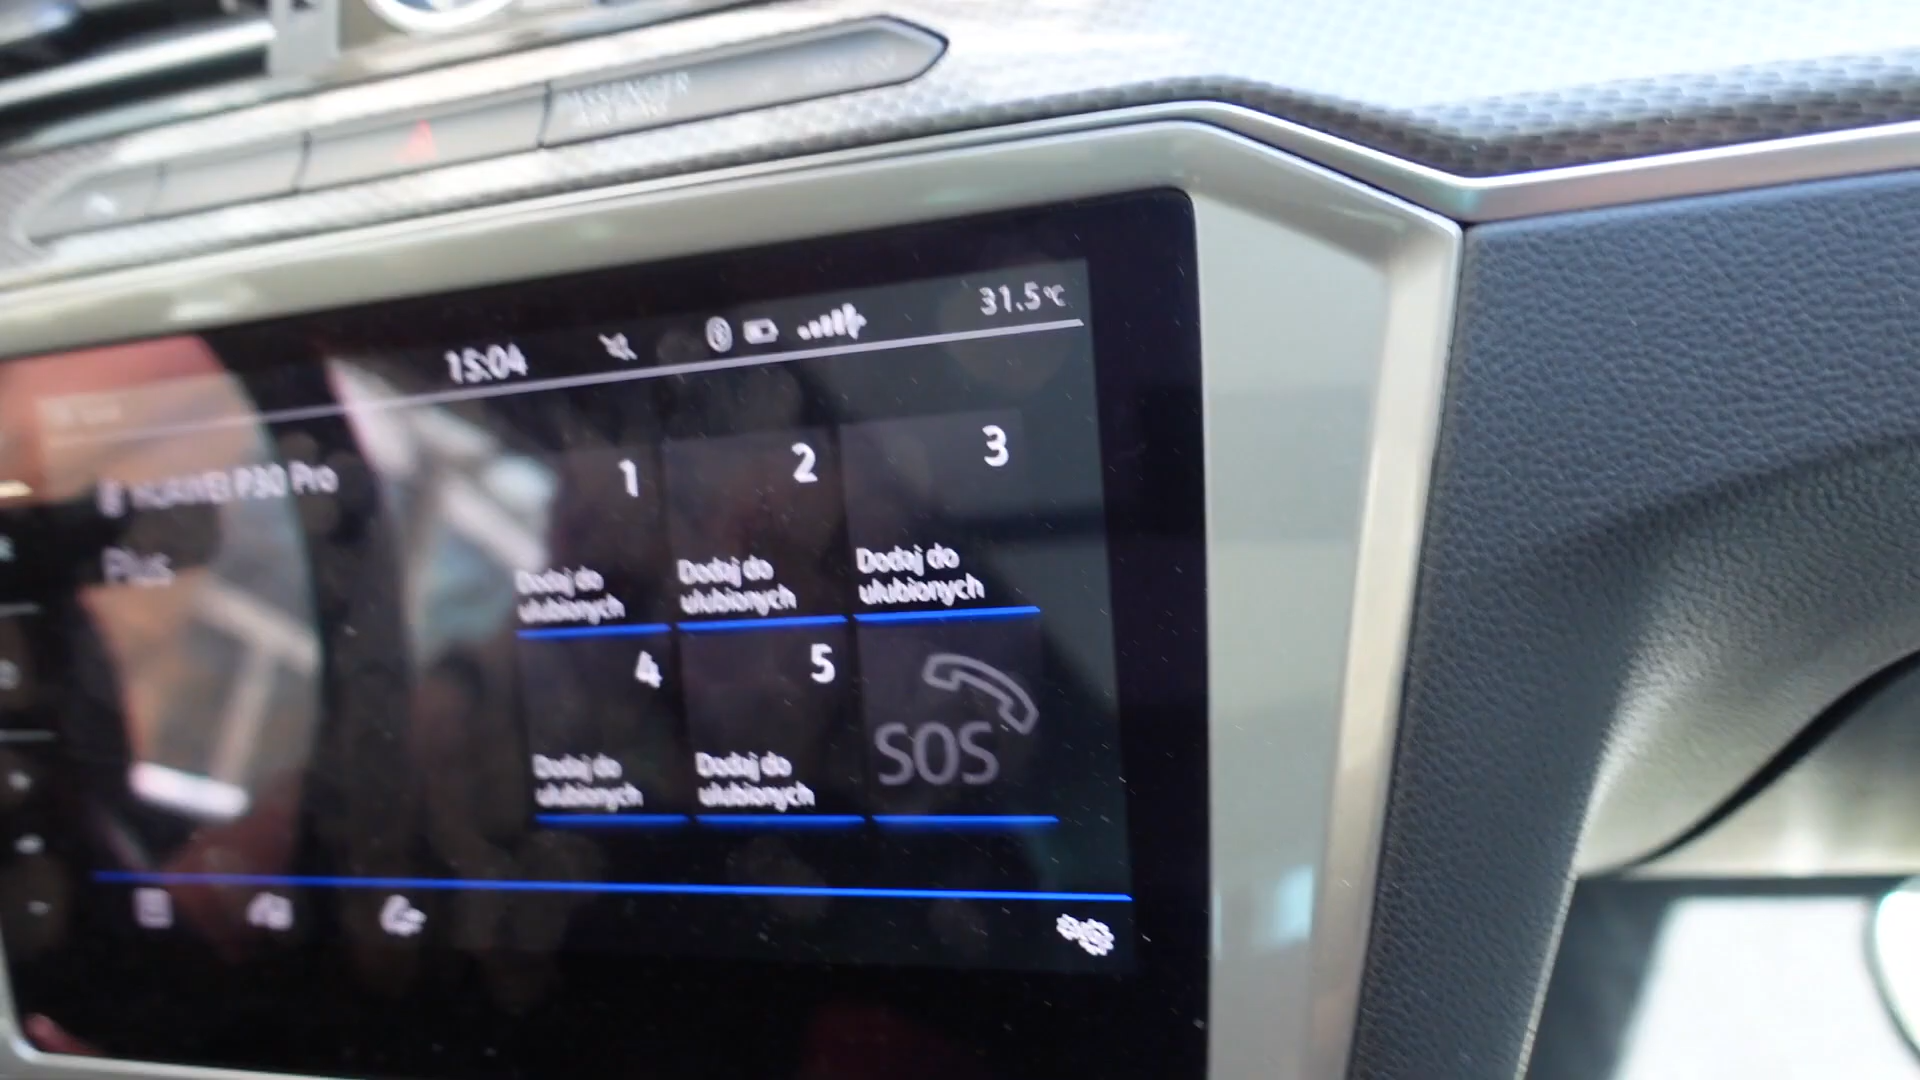 PASSENGER
15:04
31.5°C
HUAWEI P30 Pro
Plus
1
2
3
Dodaj do
ulubionych
Dodaj do
ulubionych
Dodaj do
ulubionych
4
5
SOS
Dodaj do
ulubionych
Dodaj do
ulubionych